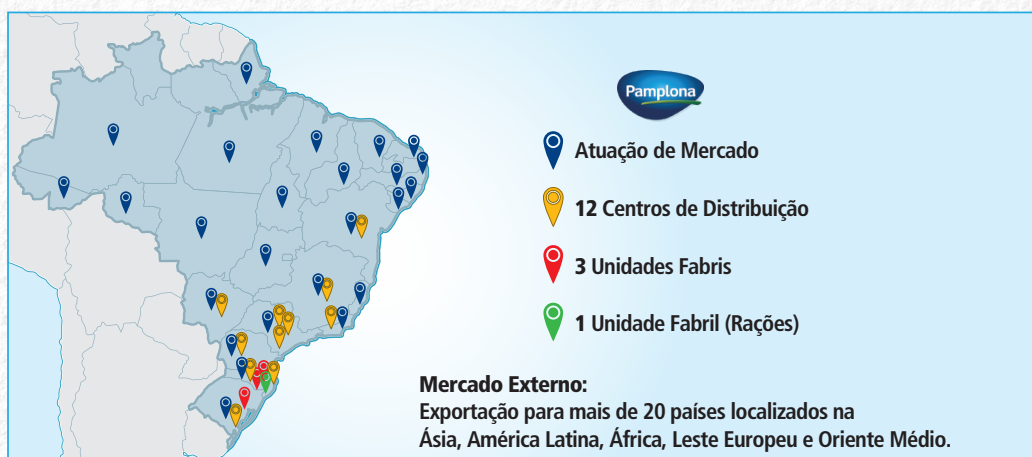 Pamplona
Atuação de Mercado
12 Centros de Distribuição
3 Unidades Fabris
1 Unidade Fabril (Rações)
Mercado Externo:
Exportação para mais de 20 países localizados na
Ásia, América Latina, África, Leste Europeu e Oriente Médio.